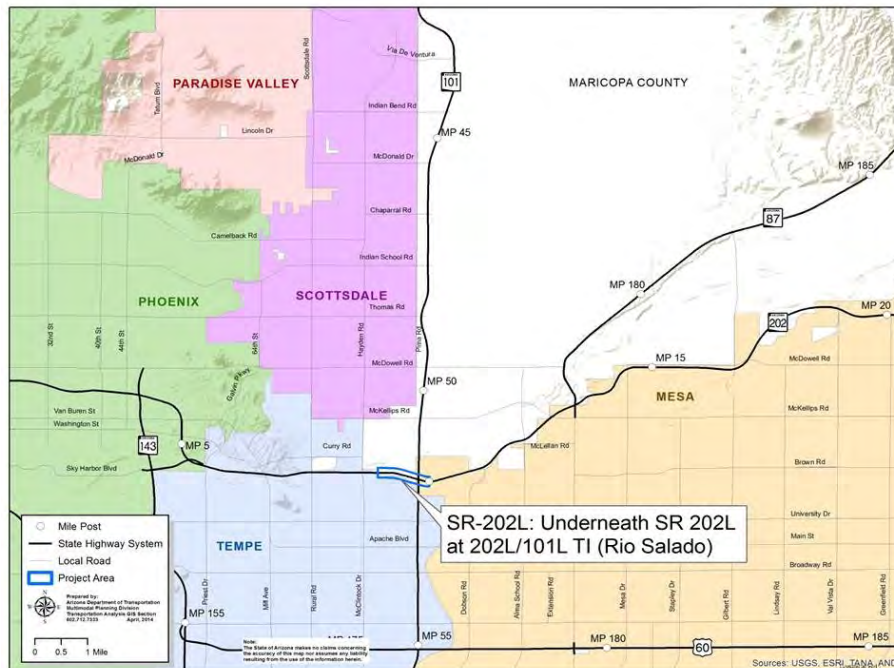 Via De Ventura
101
MARICOPA COUNTY
PARADISE VALLEY
Scottsdale Rd
Tatum Blvd
Indian Bend Rd
Lincoln Dr
MP 45
McDonald Dr
McDonald Dr
MP 185
Chaparral Rd
87
Camelback Rd
Indian School Rd
PHOENIX
SCOTTSDALE
MP 180
Thomas Rd
MP 20
202
32nd St
40th St
44th St
64th St
Hayden Rd
Pima Rd
McDowell Rd
MP 15
McDowell Rd
Galvin Pkwy
MP 50
MESA
Van Buren St
McKellips Rd
McKellips Rd
Washington St
143
MP 5
Curry Rd
McLellan Rd
Sky Harbor Blvd
Brown Rd
SR-202L: Underneath SR 202L
at 202L/101L TI (Rio Salado)
University Dr
Main St
TEMPE
Apache Blvd
Broadway Rd
Mile Post
State Highway System
Local Road
Project Area
Prepared by:
Arizona Department of Transportation
Multimodal Planning Division
Transportation Analysis GIS Section
602.712.7333 April, 2014
0 0.5 1 Mile
Priest Dr
Mill Ave
Rural Rd
McClintock Dr
Dobson Rd
Alma School Rd
Extension Rd
Mesa Dr
Stapley Dr
Gilbert Rd
Lindsay Rd
Val Vista Dr
Greenfield Rd
MP 155
Note:
The State of Arizona makes no claims concerning
the accuracy of this map nor assumes any liability
resulting from the use of the information herein.
MP 55
MP 180
60
MP 185
Sources: USGS, ESRI, TANA, AND